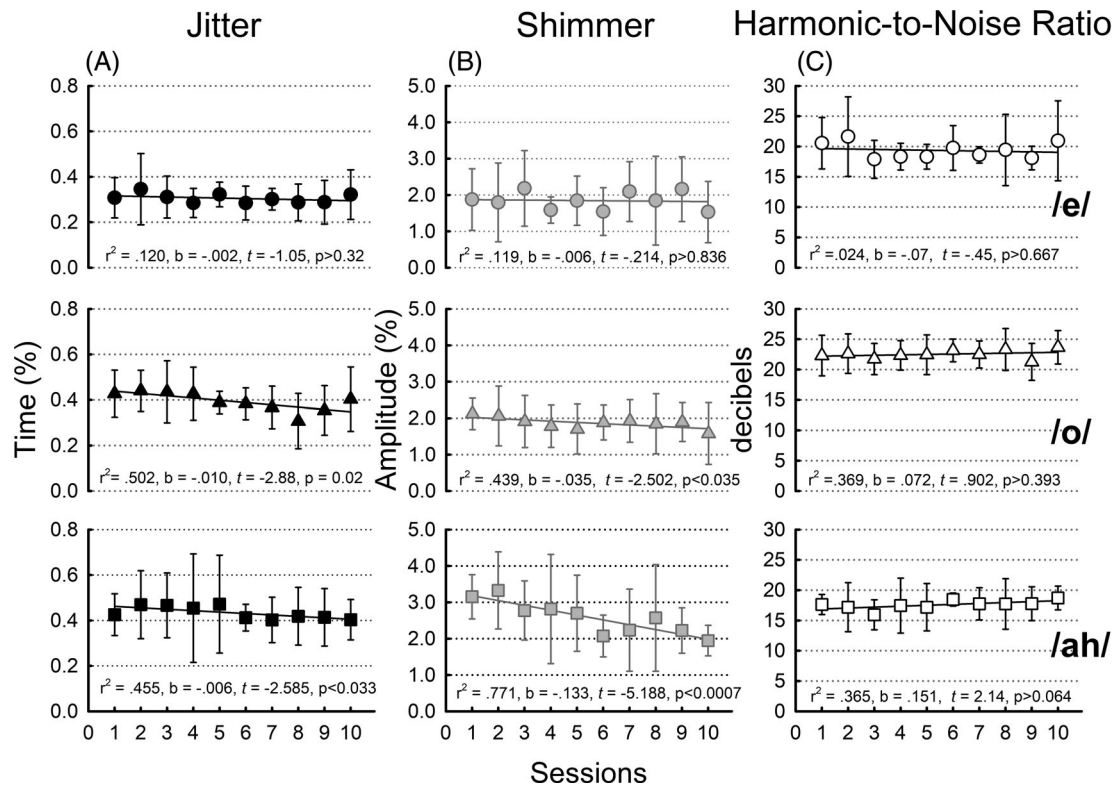 Jitter Shimmer Harmonic-to-Noise Ratio
(A) (B) (C)
0.8 5.0 30
25
0.6 4.0
20
3.0
0.4 15
2.0
10
0.2 1.0 5
/e/
r2 = .120, b = -.002, t = -1.05, p>0.32 r2 = .119, b = -.006, t = -.214, p>0.836 r2 =.024, b = -.07, t = -.45, p>0.667
0.0 0.0 0
Time (%) Amplitude (%) decibels
0.8 5.0 30
25
0.6 4.0
20
3.0
0.4 15
2.0
10
0.2 1.0 5
/o/
r2= .502, b = -.010, t = -2.88, p = 0.02 r2 = .439, b = -.035, t = -2.502, p<0.035 r2 =.369, b = .072, t = .902, p>0.393
0.0 0.0 0
0.8 5.0 30
25
0.6 4.0
20
3.0
0.4 15
2.0
10
0.2 1.0 5
/ah/
r2 = .455, b = -.006, t = -2.585, p<0.033 r2 = .771, b = -.133, t = -5.188, p<0.0007 r2 = .365, b = .151, t = 2.14, p>0.064
0.0 0.0 0
0 1 2 3 4 5 6 7 8 9 10 0 1 2 3 4 5 6 7 8 9 10 0 1 2 3 4 5 6 7 8 9 10
Sessions